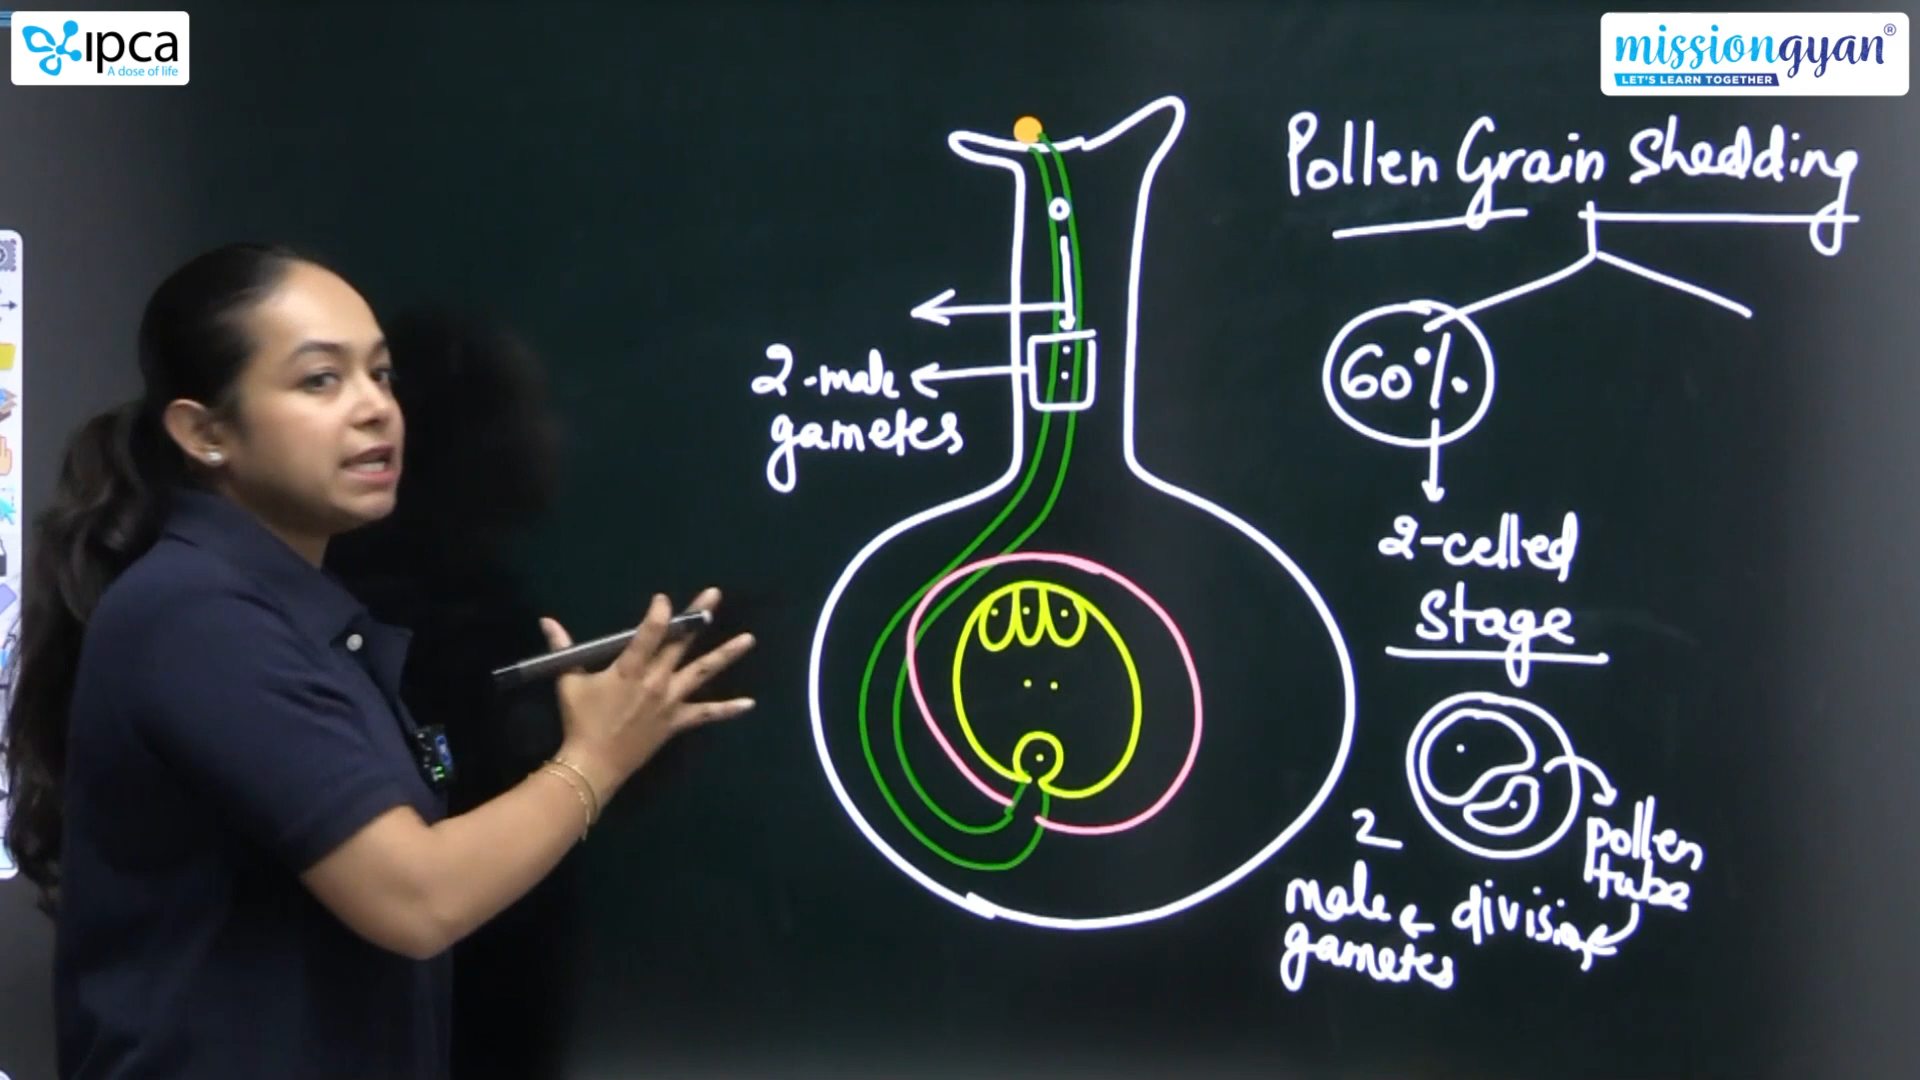 ipca
A dose of life
missiongyan®
LET'S LEARN TOGETHER
Pollen Grain Shedding
60%
2-male
gametes
2-celled
Stage
pollen
tube
2
male
gametes
division